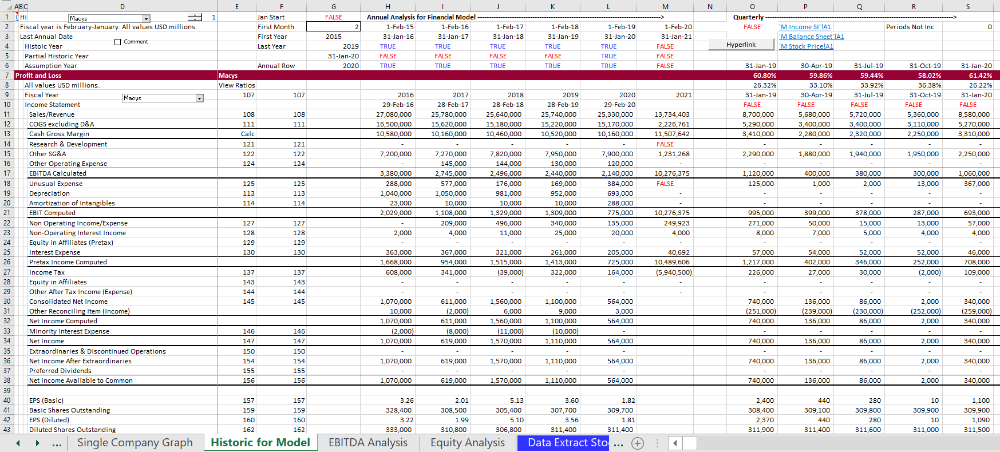 A B C D E F G H I J K L M N O P Q R S
1 Hi: Macys 1 Jan Start FALSE Annual Analysis for Financial Model ----------> Quarterly ---------->
2 Fiscal year is February-January. All values USD millions. First Month 2 1-Feb-15 1-Feb-16 1-Feb-17 1-Feb-18 1-Feb-19 1-Feb-20 FALSE 'M Income St'!A1 Periods Not Inc 0
3 Last Annual Date Comment First Year 2015 31-Jan-16 31-Jan-17 31-Jan-18 31-Jan-19 31-Jan-20 31-Jan-21 'M Balance Sheet'!A1
4 Histoic Year Last Year 2019 TRUE TRUE TRUE TRUE TRUE FALSE Hyperlink 'M Stock Price!A1
5 Partial Historic Year 31-Jan-20 FALSE FALSE FALSE FALSE TRUE FALSE
6 Assumption Year Annual Row 2020 TRUE TRUE TRUE TRUE TRUE FALSE 31-Jan-19 30-Apr-19 31-Jul-19 31-Oct-19 31-Jan-20
7 Profit and Loss Macys 60.80% 59.86% 59.44% 58.02% 61.42%
8 All values USD millions. View Ratios 26.32% 33.10% 33.92% 36.38% 26.22%
9 Fiscal Year Macys 107 107 2016 2017 2018 2019 2020 2021 31-Jan-19 30-Apr-19 31-Jul-19 31-Oct-19 31-Jan-20
10 Income Statement 29-Feb-16 28-Feb-17 28-Feb-18 28-Feb-19 29-Feb-20 FALSE FALSE FALSE FALSE FALSE
11 Sales/Revenue 108 108 27,080,000 25,780,000 25,640,000 25,740,000 25,330,000 13,734,403 8,700,000 5,680,000 5,720,000 5,360,000 8,580,000
12 COGS excluding D&A 111 111 16,500,000 15,620,000 15,180,000 15,220,000 15,170,000 2,226,761 5,290,000 3,400,000 3,400,000 3,110,000 5,270,000
13 Cash Gross Margin Calc 10,580,000 10,160,000 10,460,000 10,520,000 10,160,000 11,507,642 3,410,000 2,280,000 2,320,000 2,250,000 3,310,000
14 Research & Development 121 121 - - - - - FALSE - - - - -
15 Other SG&A 122 122 7,200,000 7,270,000 7,820,000 7,950,000 7,900,000 1,231,268 2,290,000 1,880,000 1,940,000 1,950,000 2,250,000
16 Other Operating Expense 124 124 - 145,000 144,000 130,000 120,000 - - - - - -
17 EBITDA Calculated 3,380,000 2,745,000 2,496,000 2,440,000 2,140,000 10,276,375 1,120,000 400,000 380,000 300,000 1,060,000
18 Unusual Expense 125 125 288,000 577,000 176,000 169,000 384,000 FALSE 125,000 1,000 2,000 13,000 367,000
19 Depreciation 113 113 1,040,000 1,050,000 981,000 952,000 693,000 - - - - - -
20 Amortization of Intangibles 114 114 23,000 10,000 10,000 10,000 288,000 - - - - - -
21 EBIT Computed 2,029,000 1,108,000 1,329,000 1,309,000 775,000 10,276,375 995,000 399,000 378,000 287,000 693,000
22 Non Operating Income/Expense 127 127 - 209,000 496,000 340,000 135,000 249,923 271,000 50,000 15,000 13,000 57,000
23 Non-Operating Interest Income 128 128 2,000 4,000 11,000 25,000 20,000 4,000 8,000 7,000 5,000 4,000 4,000
24 Equity in Affiliates (Pretax) 129 129 - - - - - - - - - - -
25 Interest Expense 130 130 363,000 367,000 321,000 261,000 205,000 40,692 57,000 54,000 52,000 52,000 46,000
26 Pretax Income Computed 1,668,000 954,000 1,515,000 1,413,000 725,000 10,489,606 1,217,000 402,000 346,000 252,000 708,000
27 Income Tax 137 137 608,000 341,000 (39,000) 322,000 164,000 (5,940,500) 226,000 27,000 30,000 (2,000) 109,000
28 Equity in Affiliates 143 143 - - - - - - - - - - -
29 Other After Tax Income (Expense) 144 144 - - - - - - - - - - -
30 Consolidated Net Income 145 145 1,070,000 611,000 1,560,000 1,100,000 564,000 740,000 136,000 86,000 2,000 340,000
31 Other Reconciling Item (Income) 10,000 (2,000) 6,000 9,000 3,000 (251,000) (239,000) (230,000) (252,000) (259,000)
32 Net Income Computed 1,070,000 611,000 1,560,000 1,100,000 564,000 740,000 136,000 86,000 2,000 340,000
33 Minority Interest Expense 146 146 (2,000) (8,000) (11,000) (10,000) - - - - - -
34 Net Income 147 147 1,070,000 619,000 1,570,000 1,110,000 564,000 740,000 136,000 86,000 2,000 340,000
35 Extraordinaries & Discontinued Operations 150 150 - - - - - - - - - -
36 Net Income After Extraordinaries 154 154 1,070,000 619,000 1,570,000 1,110,000 564,000 740,000 136,000 86,000 2,000 340,000
37 Preferred Dividends 155 155 - - - - - - - - - -
38 Net Income Available to Common 156 156 1,070,000 619,000 1,570,000 1,110,000 564,000 740,000 136,000 86,000 2,000 340,000
39
40 EPS (Basic) 157 157 3.26 2.01 5.13 3.60 1.82 2,400 440 280 10 1,100
41 Basic Shares Outstanding 159 159 328,400 308,500 305,400 307,700 309,700 308,400 309,100 309,800 309,900 309,900
42 EPS (Diluted) 160 160 3.22 1.99 5.10 3.56 1.81 2,370 440 280 10 1,090
43 Diluted Shares Outstanding 162 162 333,000 310,800 306,800 311,400 311,400 311,900 311,400 311,600 311,000 311,500
... Single Company Graph Historic for Model EBITDA Analysis Equity Analysis Data Extract Sto ...